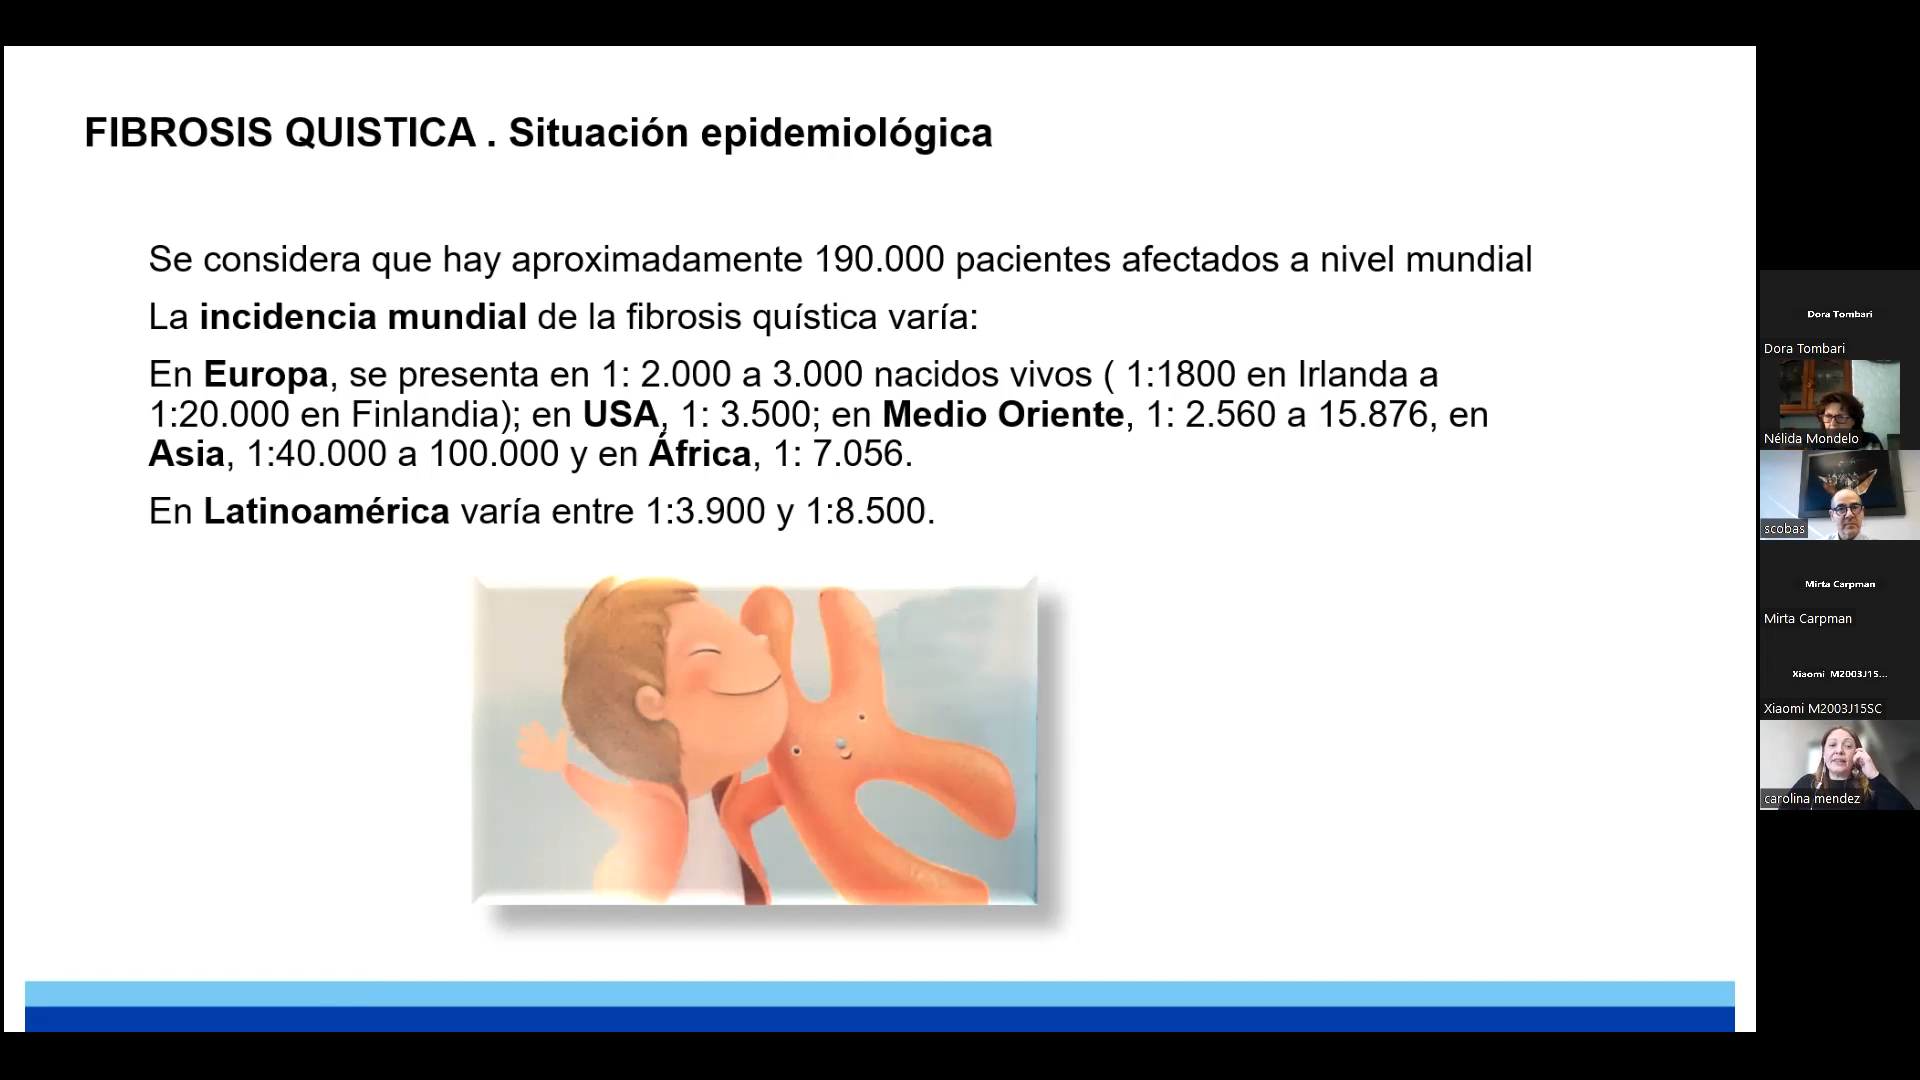 FIBROSIS QUISTICA . Situación epidemiológica
Se considera que hay aproximadamente 190.000 pacientes afectados a nivel mundial
La incidencia mundial de la fibrosis quística varía:
En Europa, se presenta en 1: 2.000 a 3.000 nacidos vivos ( 1:1800 en Irlanda a
1:20.000 en Finlandia); en USA, 1: 3.500; en Medio Oriente, 1: 2.560 a 15.876, en
Asia, 1:40.000 a 100.000 y en África, 1: 7.056.
En Latinoamérica varía entre 1:3.900 y 1:8.500.
Dora Tombari
Dora Tombari
Nélida Mondelo
scobas
Mirta Carpman
Mirta Carpman
Xiaomi M2003J15...
Xiaomi M2003J15SC
carolina mendez